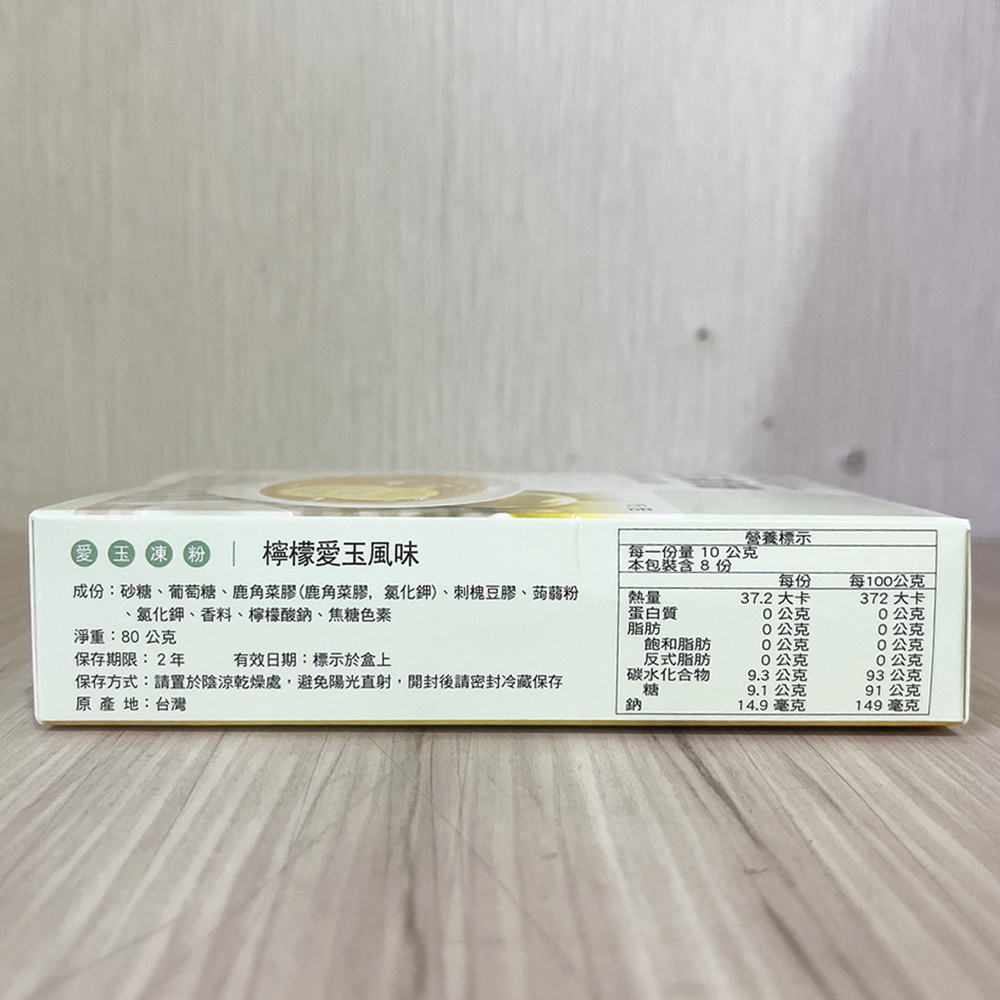 愛玉凍粉｜檸檬愛玉風味
成份：砂糖、葡萄糖、鹿角菜膠(鹿角菜膠, 氯化鉀)、刺槐豆膠、蒟蒻粉
、氯化鉀、香料、檸檬酸鈉、焦糖色素
淨重：80 公克
保存期限：2 年 有效日期：標示於盒上
保存方式：請置於陰涼乾燥處，避免陽光直射，開封後請密封冷藏保存
原 產 地：台灣
營養標示
每一份量 10 公克
本包裝含 8 份
每份 每100公克
熱量 37.2 大卡 372 大卡
蛋白質 0 公克 0 公克
脂肪 0 公克 0 公克
飽和脂肪 0 公克 0 公克
反式脂肪 0 公克 0 公克
碳水化合物 9.3 公克 93 公克
糖 9.1 公克 91 公克
鈉 14.9 毫克 149 毫克